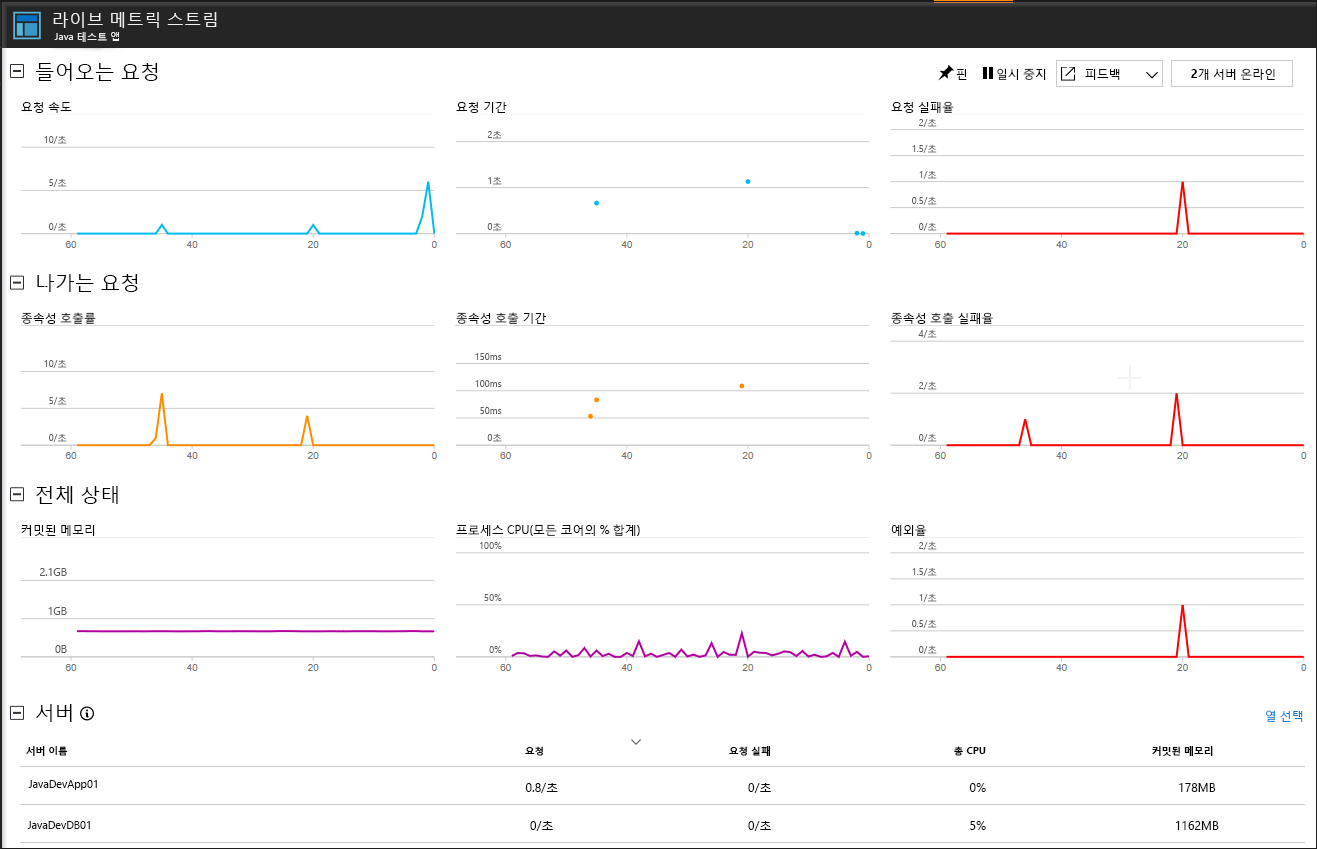 라이브 메트릭 스트림
Java 테스트 앱
들어오는 요청
핀 일시 중지 피드백 2개 서버 온라인
요청 속도
10/초
5/초
0/초
60 40 20 0
요청 기간
2초
1초
0초
60 40 20 0
요청 실패율
2/초
1.5/초
1/초
0.5/초
0/초
60 40 20 0
나가는 요청
종속성 호출률
10/초
5/초
0/초
60 40 20 0
종속성 호출 기간
150ms
100ms
50ms
0초
60 40 20 0
종속성 호출 실패율
4/초
2/초
0/초
60 40 20 0
전체 상태
커밋된 메모리
2.1GB
1GB
0B
60 40 20 0
프로세스 CPU(모든 코어의 % 합계)
100%
50%
0%
60 40 20 0
예외율
2/초
1.5/초
1/초
0.5/초
0/초
60 40 20 0
서버
열 선택
서버 이름 요청 요청 실패 총 CPU 커밋된 메모리
JavaDevApp01 0.8/초 0/초 0% 178MB
JavaDevDB01 0/초 0/초 5% 1162MB